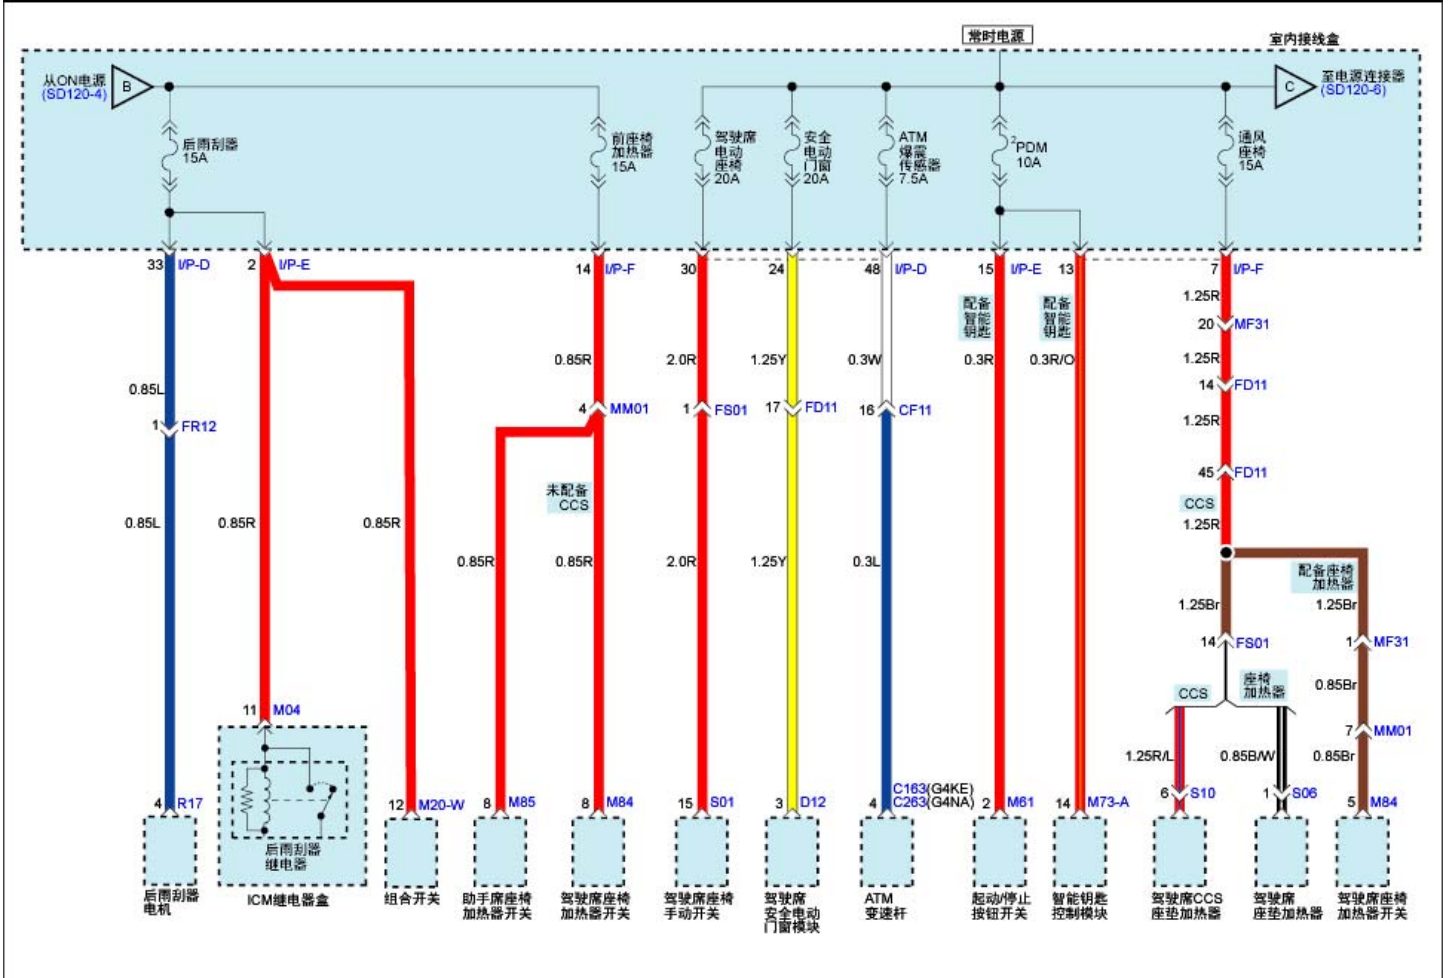 常时电源
室内接线盒
从ON电源
(SD120-4)
B
C
至电源连接器
(SD120-6)
后雨刮器
15A
前座椅
加热器
15A
驾驶席
电动
座椅
20A
安全
电动
门窗
20A
ATM
爆震
传感器
7.5A
2PDM
10A
通风
座椅
15A
33 I/P-D
2 I/P-E
14 I/P-F
30
24
48 I/P-D
15 I/P-E
13
7 I/P-F
配备
智能
钥匙
配备
智能
钥匙
1.25R
20 MF31
0.85R
2.0R
1.25Y
0.3W
0.3R
0.3R/O
1.25R
0.85L
14 FD11
4 MM01
1 FS01
17 FD11
16 CF11
1 FR12
1.25R
45 FD11
未配备
CCS
CCS
0.85L
0.85R
0.85R
1.25R
0.85R
0.85R
2.0R
1.25Y
0.3L
配备座椅
加热器
1.25Br
1.25Br
14 FS01
1 MF31
CCS
座椅
加热器
0.85Br
11 M04
7 MM01
1.25R/L
0.85B/W
0.85Br
4 R17
12 M20-W
8 M85
8 M84
15 S01
3 D12
C163(G4KE)
4 C263(G4NA)
2 M61
14 M73-A
6 S10
1 S06
5 M84
后雨刮器
继电器
后雨刮器
电机
ICM继电器盒
组合开关
助手席座椅
加热器开关
驾驶席座椅
加热器开关
驾驶席座椅
手动开关
驾驶席
安全电动
门窗模块
ATM
变速杆
起动/停止
按钮开关
智能钥匙
控制模块
驾驶席CCS
座垫加热器
驾驶席
座垫加热器
驾驶席座椅
加热器开关